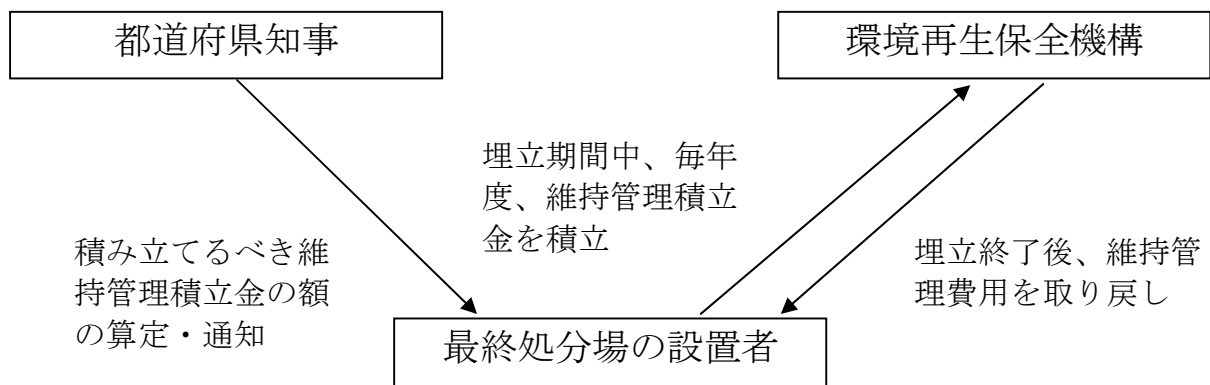 都道府県知事
環境再生保全機構
埋立期間中、毎年
度、維持管理積立
金を積立
積み立てるべき維
持管理積立金の額
の算定・通知
埋立終了後、維持管
理費用を取り戻し
最終処分場の設置者